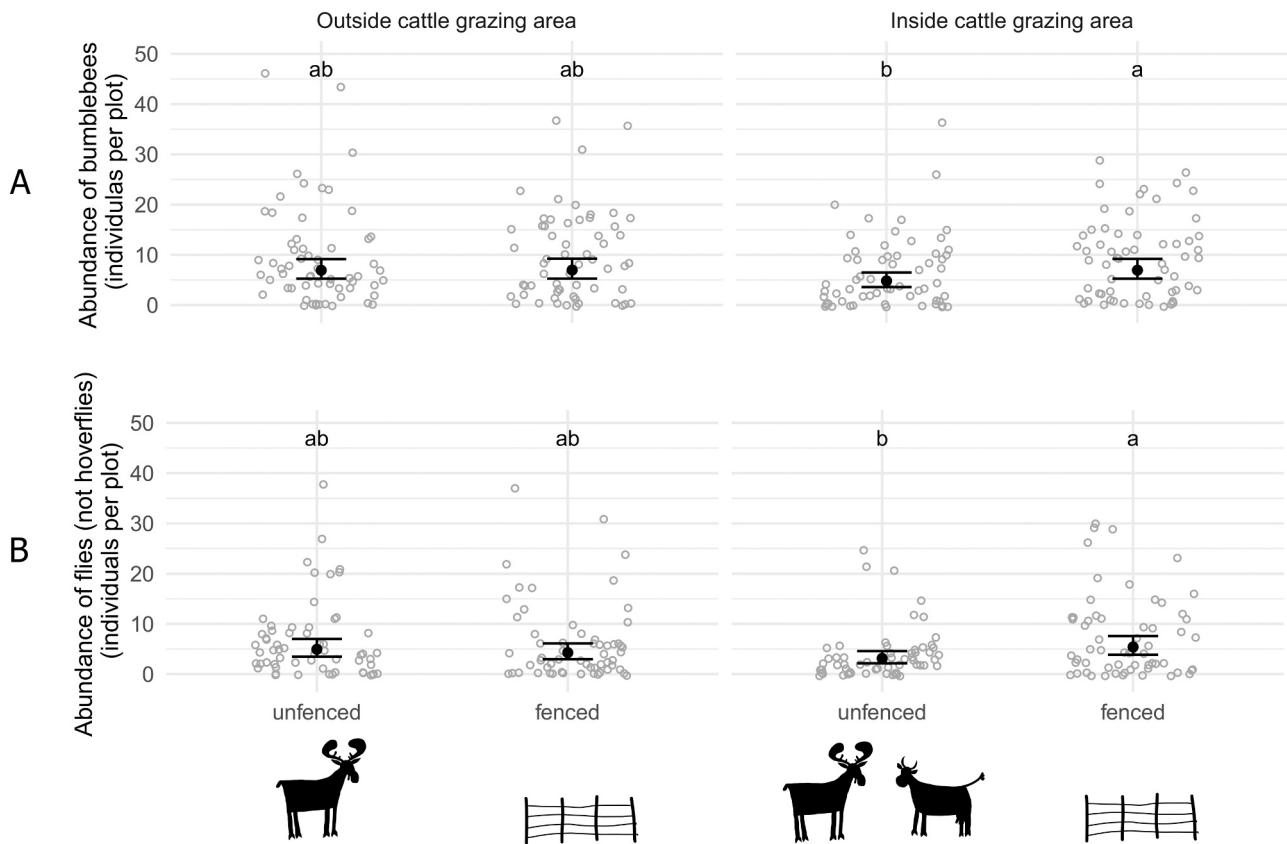 Outside cattle grazing area
Inside cattle grazing area
A
Abundance of bumblebees
(individulas per plot)
50
40
30
20
10
0
ab
ab
b
a
B
Abundance of flies (not hoverflies)
(individuals per plot)
50
40
30
20
10
0
ab
ab
b
a
unfenced
fenced
unfenced
fenced